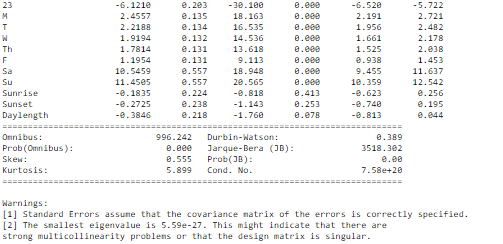 23 -6.1210 0.203 -30.100 0.000 -6.520 -5.722
M 2.4557 0.135 18.163 0.000 2.191 2.721
T 2.2188 0.134 16.535 0.000 1.956 2.482
W 1.9194 0.132 14.536 0.000 1.661 2.178
Th 1.7814 0.131 13.618 0.000 1.525 2.038
F 1.1954 0.131 9.113 0.000 0.938 1.453
Sa 10.5459 0.557 18.948 0.000 9.455 11.637
Su 11.4505 0.557 20.565 0.000 10.359 12.542
Sunrise -0.1835 0.224 -0.818 0.413 -0.623 0.256
Sunset -0.2725 0.238 -1.143 0.253 -0.740 0.195
Daylength -0.3846 0.218 -1.760 0.078 -0.813 0.044
==============================================================================
Omnibus: 996.242 Durbin-Watson: 0.389
Prob(Omnibus): 0.000 Jarque-Bera (JB): 3518.302
Skew: 0.555 Prob(JB): 0.00
Kurtosis: 5.899 Cond. No. 7.58e+20
==============================================================================
Warnings:
[1] Standard Errors assume that the covariance matrix of the errors is correctly specified.
[2] The smallest eigenvalue is 5.59e-27. This might indicate that there are
strong multicollinearity problems or that the design matrix is singular.